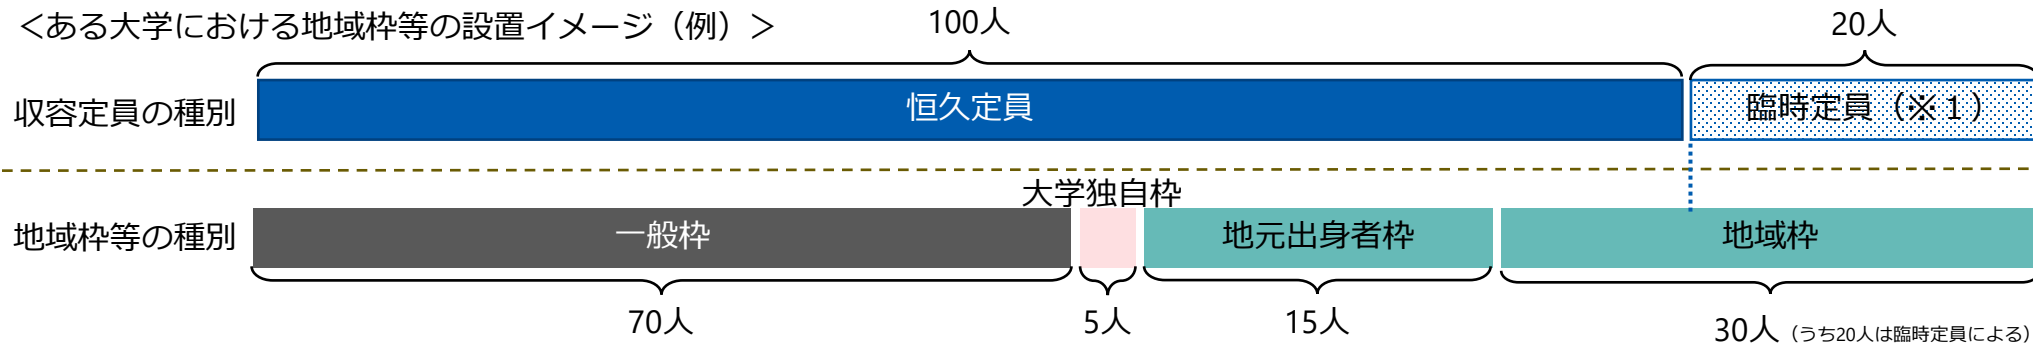 ＜ある大学における地域枠等の設置イメージ（例）＞
100人
20人
収容定員の種別
恒久定員
臨時定員（※１）
大学独自枠
地域枠等の種別
一般枠
地元出身者枠
地域枠
70人
5人
15人
30人（うち20人は臨時定員による）